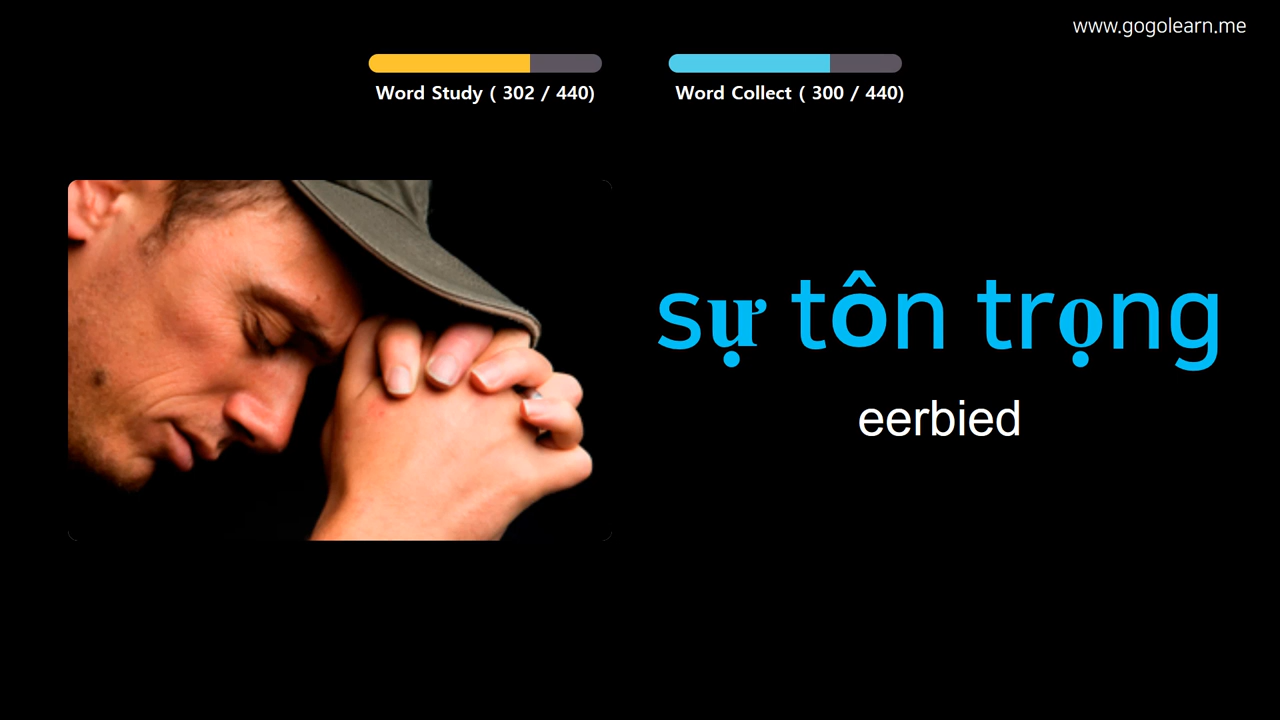 www.gogolearn.me
Word Study ( 302 / 440)
Word Collect ( 300 / 440)
sự tôn trọng
eerbied